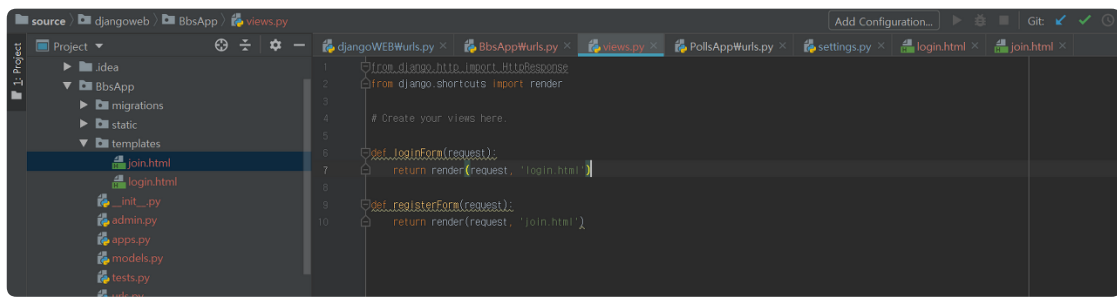 source djangoweb BbsApp views.py Add Configuration... Git:
1: Project
Project
djangoWEB₩urls.py BbsApp₩urls.py views.py PollsApp₩urls.py settings.py login.html join.html
.idea
BbsApp
migrations
static
templates
join.html
login.html
__init__.py
admin.py
apps.py
models.py
tests.py
urls.py
1 from django.http import HttpResponse
2 from django.shortcuts import render
3
4 # Create your views here.
5
6 def loginForm(request):
7 return render(request, 'login.html')
8
9 def registerForm(request):
10 return render(request, 'join.html')